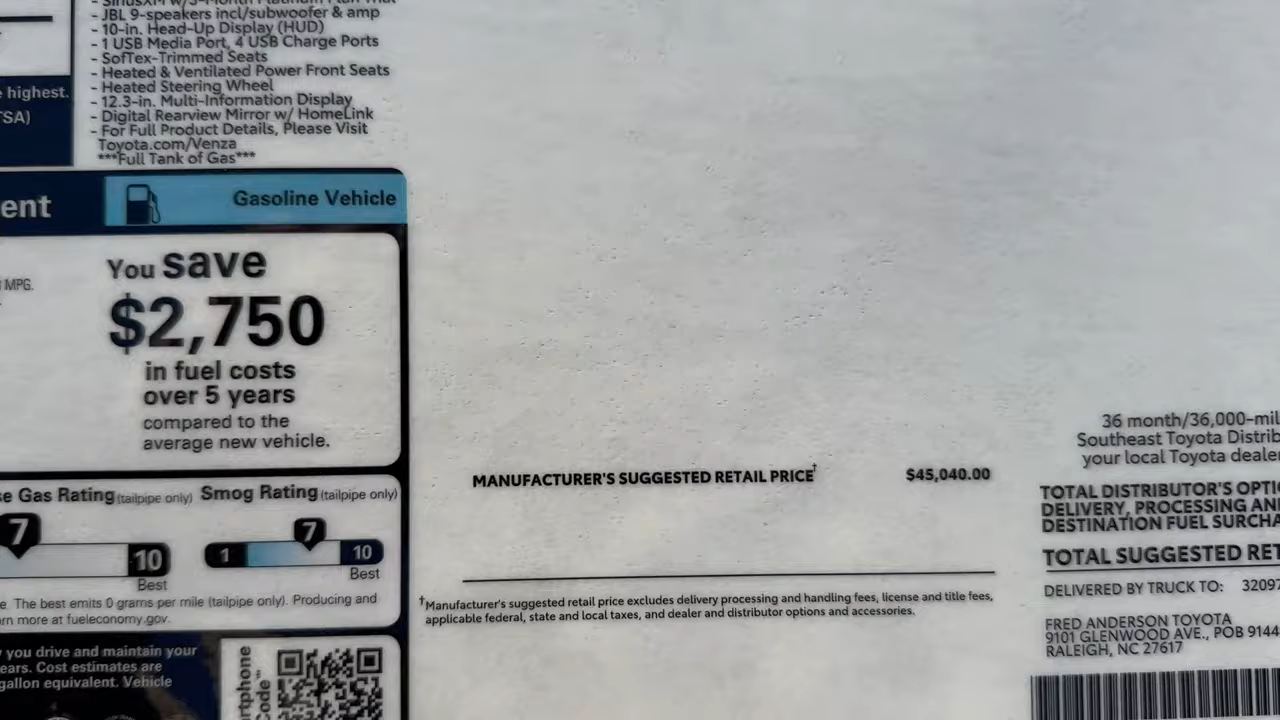 - JBL 9-speakers incl/subwoofer & amp
- 10-in. Head-Up Display (HUD)
- 1 USB Media Port, 4 USB Charge Ports
- SofTex-Trimmed Seats
- Heated & Ventilated Power Front Seats
- Heated Steering Wheel
- 12.3-in. Multi-Information Display
- Digital Rearview Mirror w/ HomeLink
- For Full Product Details, Please Visit
Toyota.com/Venza
***Full Tank of Gas***
highest.
SA)
ent
Gasoline Vehicle
MPG.
You save
$2,750
in fuel costs
over 5 years
compared to the
average new vehicle.
e Gas Rating (tailpipe only)
7
10
Best
Smog Rating (tailpipe only)
7
1
10
Best
e. The best emits 0 grams per mile (tailpipe only). Producing and
rn more at fueleconomy.gov.
you drive and maintain your
ears. Cost estimates are
gallon equivalent. Vehicle
rtphone
Code™
MANUFACTURER'S SUGGESTED RETAIL PRICE† $45,040.00
†Manufacturer's suggested retail price excludes delivery processing and handling fees, license and title fees,
applicable federal, state and local taxes, and dealer and distributor options and accessories.
36 month/36,000-mil
Southeast Toyota Distrib
your local Toyota dealer
TOTAL DISTRIBUTOR'S OPTIO
DELIVERY, PROCESSING AND
DESTINATION FUEL SURCHA
TOTAL SUGGESTED RET
DELIVERED BY TRUCK TO: 32097
FRED ANDERSON TOYOTA
9101 GLENWOOD AVE., POB 9144
RALEIGH, NC 27617